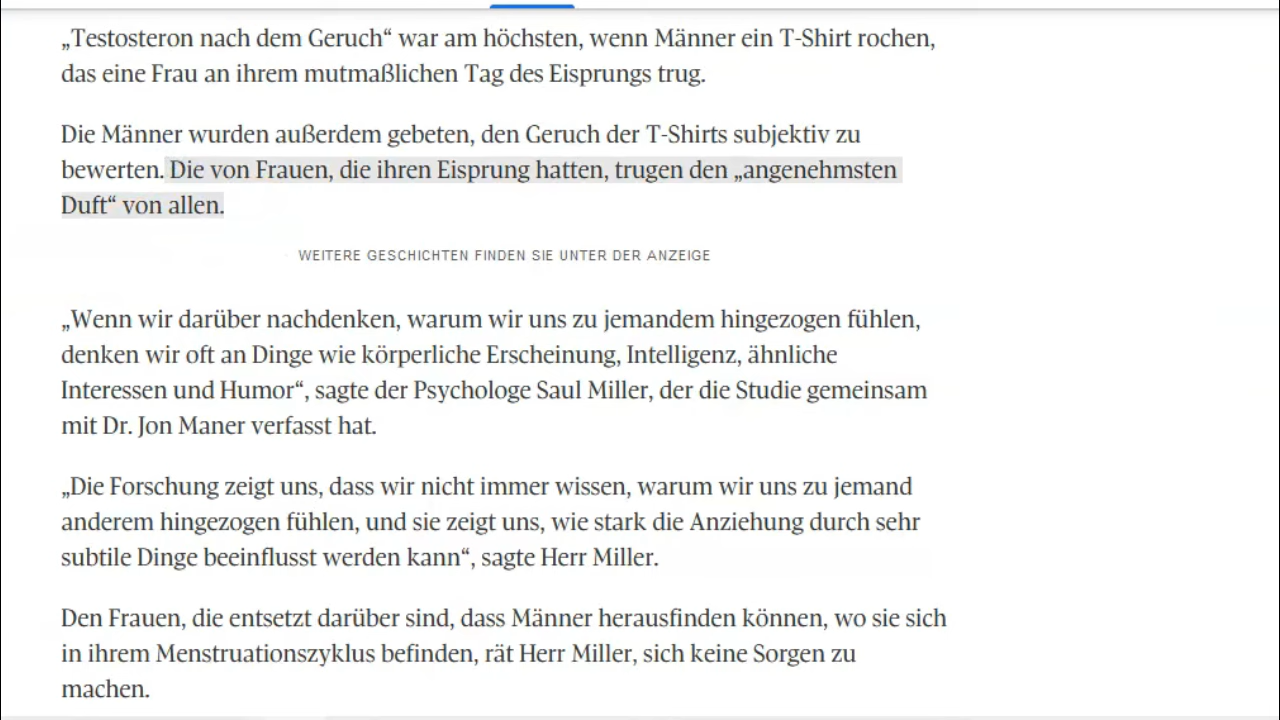 „Testosteron nach dem Geruch“ war am höchsten, wenn Männer ein T-Shirt rochen,
das eine Frau an ihrem mutmaßlichen Tag des Eisprungs trug.
Die Männer wurden außerdem gebeten, den Geruch der T-Shirts subjektiv zu
bewerten. Die von Frauen, die ihren Eisprung hatten, trugen den „angenehmsten
Duft“ von allen.
WEITERE GESCHICHTEN FINDEN SIE UNTER DER ANZEIGE
„Wenn wir darüber nachdenken, warum wir uns zu jemandem hingezogen fühlen,
denken wir oft an Dinge wie körperliche Erscheinung, Intelligenz, ähnliche
Interessen und Humor“, sagte der Psychologe Saul Miller, der die Studie gemeinsam
mit Dr. Jon Maner verfasst hat.
„Die Forschung zeigt uns, dass wir nicht immer wissen, warum wir uns zu jemand
anderem hingezogen fühlen, und sie zeigt uns, wie stark die Anziehung durch sehr
subtile Dinge beeinflusst werden kann“, sagte Herr Miller.
Den Frauen, die entsetzt darüber sind, dass Männer herausfinden können, wo sie sich
in ihrem Menstruationszyklus befinden, rät Herr Miller, sich keine Sorgen zu
machen.